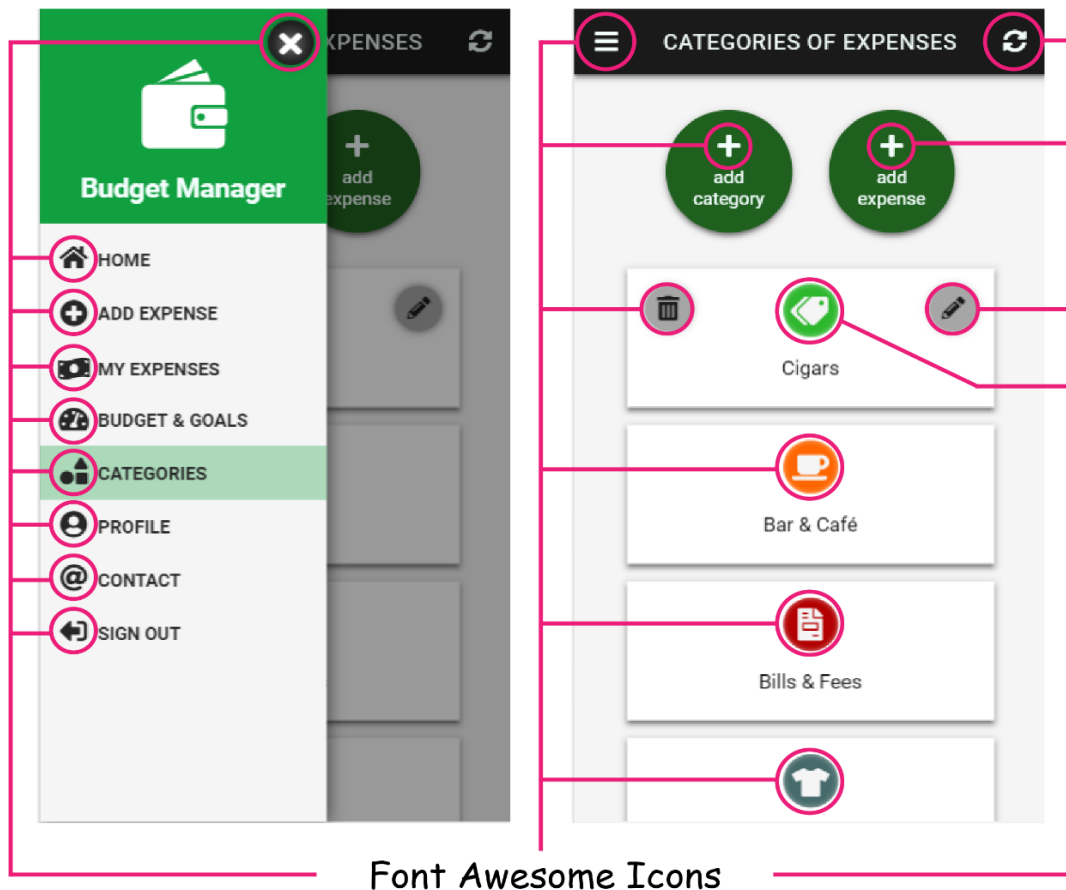 XPENSES
Budget Manager
add
expense
HOME
ADD EXPENSE
MY EXPENSES
BUDGET & GOALS
CATEGORIES
PROFILE
CONTACT
SIGN OUT
CATEGORIES OF EXPENSES
add
category
add
expense
Cigars
Bar & Café
Bills & Fees
Font Awesome Icons